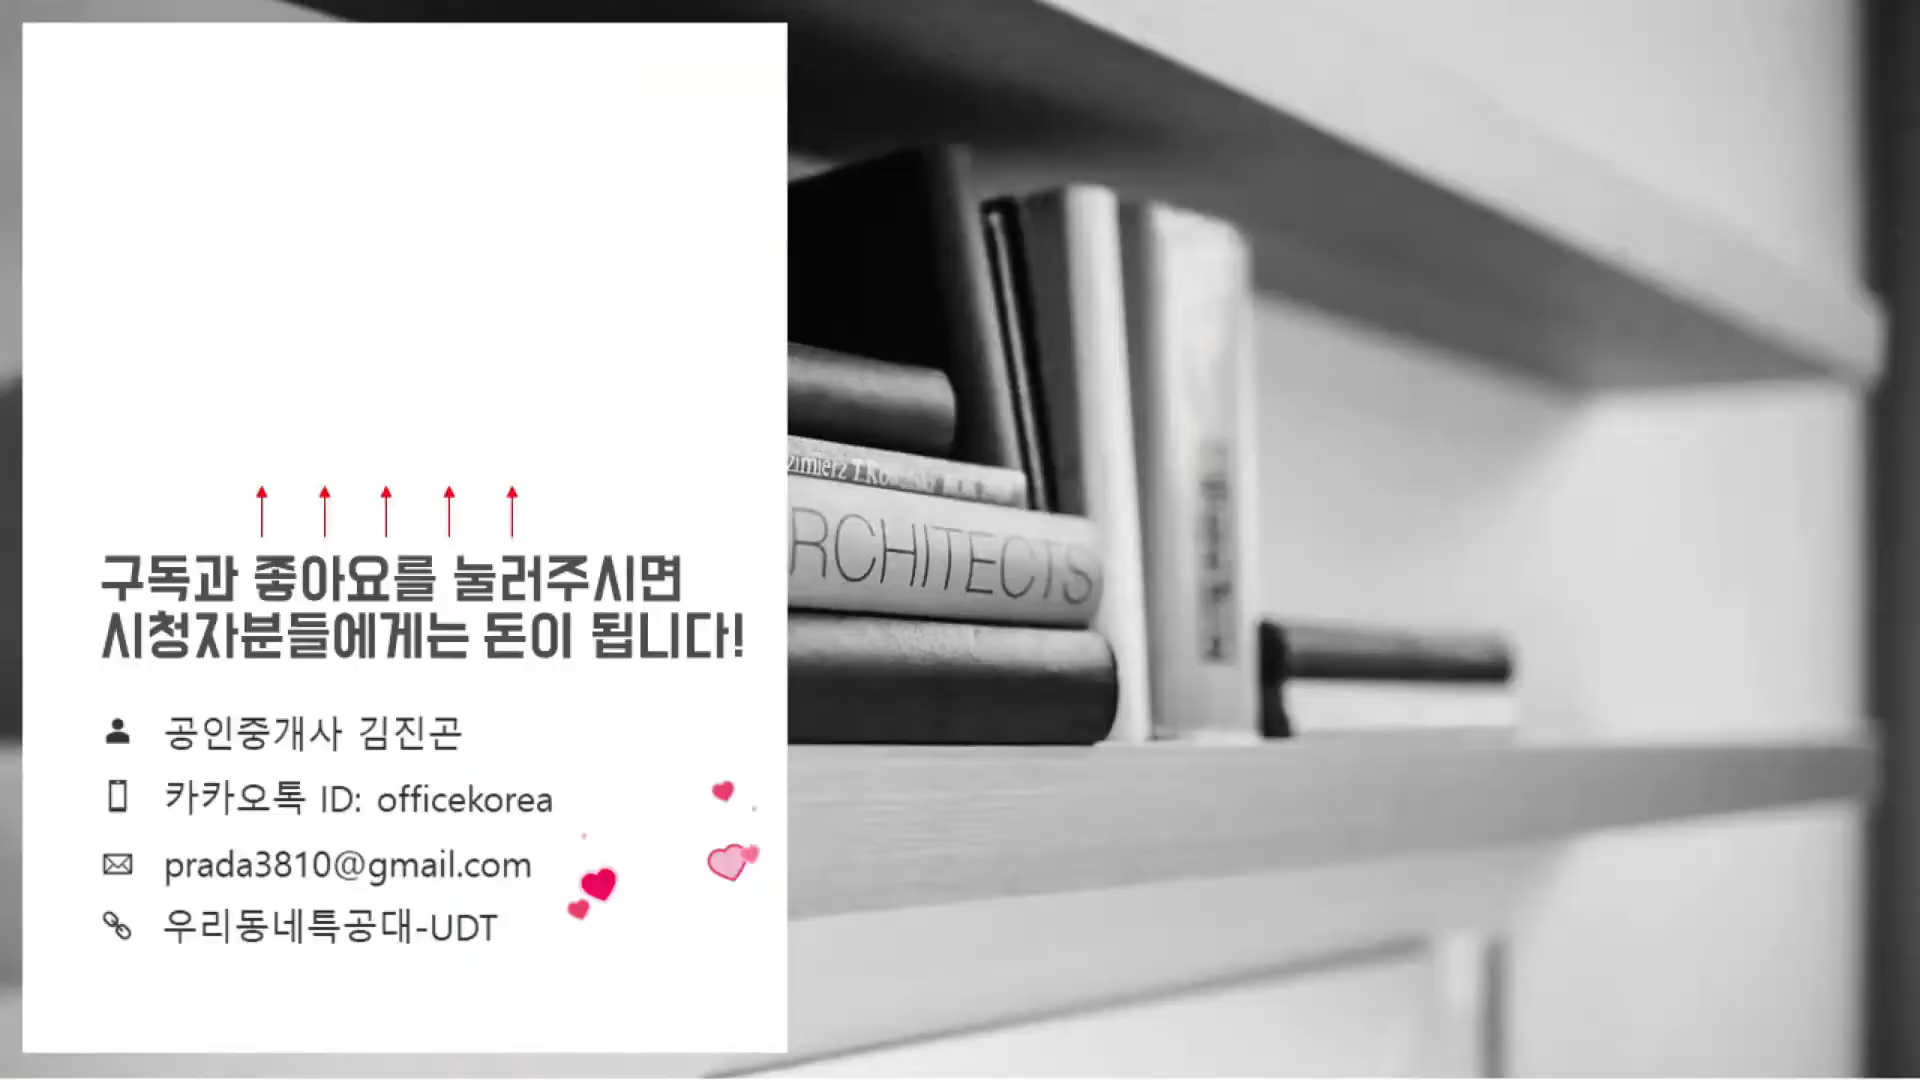 구독과 좋아요를 눌러주시면
시청자분들에게는 돈이 됩니다!
공인중개사 김진곤
카카오톡 ID: officekorea
prada3810@gmail.com
우리동네특공대-UDT
RCHITECTS